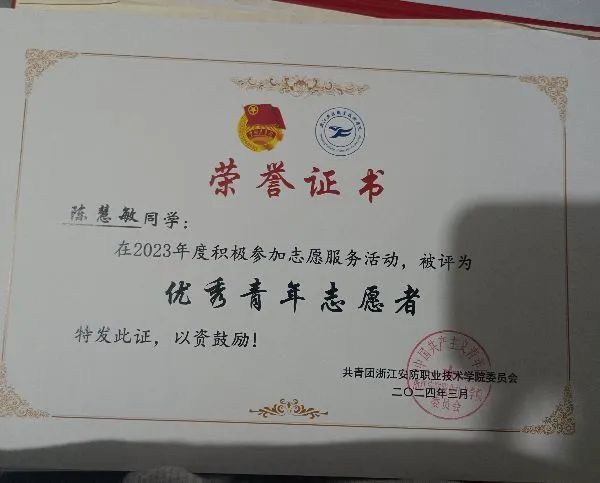 荣誉证书
陈慧敏同学：
在2023年度积极参加志愿服务活动，被评为
优秀青年志愿者
特发此证，以资鼓励！
共青团浙江安防职业技术学院委员会
二〇二四年三月